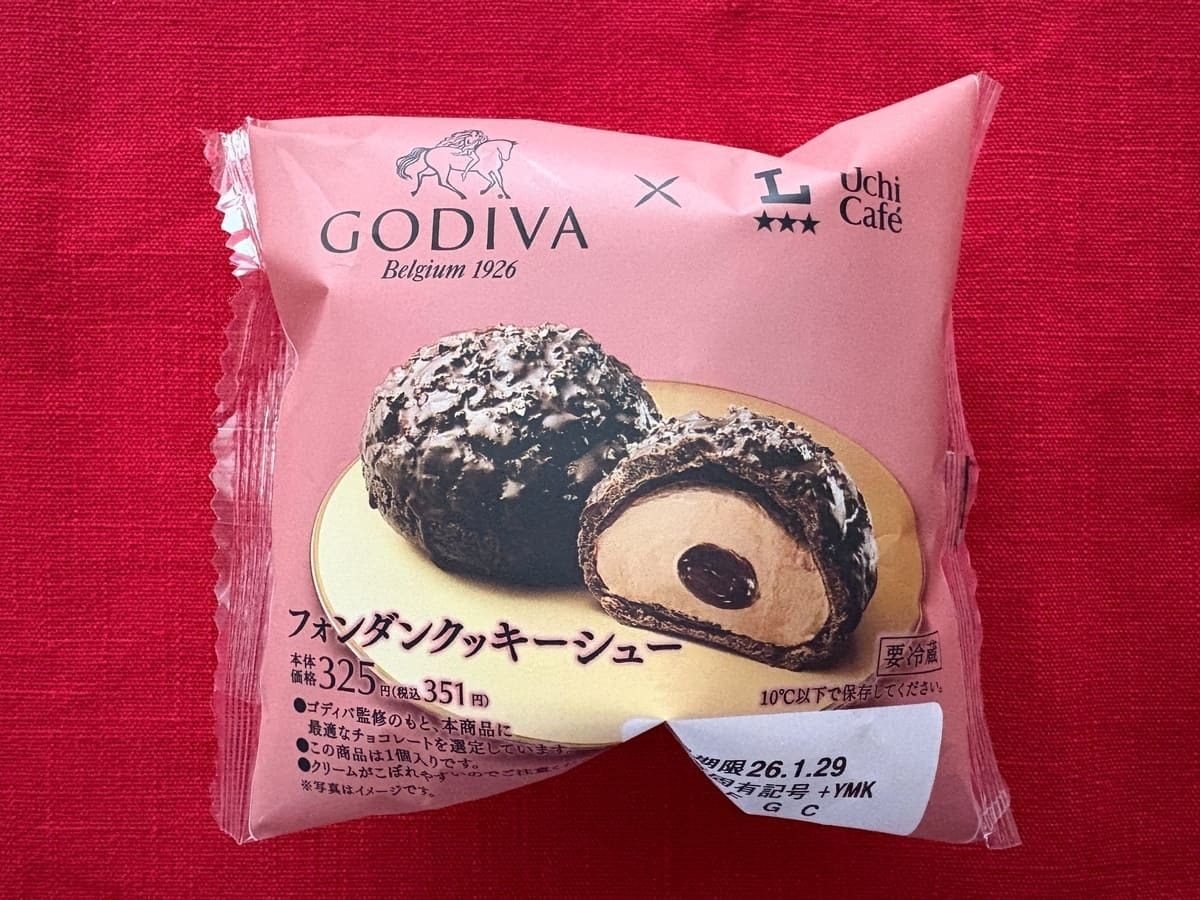 GODIVA
Belgium 1926
×
Uchi
Café
フォンダンクッキーシュー
本体
価格325円(税込351円)
●ゴディバ監修のもと、本商品に
最適なチョコレートを選定しています
●この商品は1個入りです。
●クリームがこぼれやすいのでご注意く
※写真はイメージです。
要冷蔵
10℃以下で保存してください。
期限26.1.29
固有記号 +YMK
G C